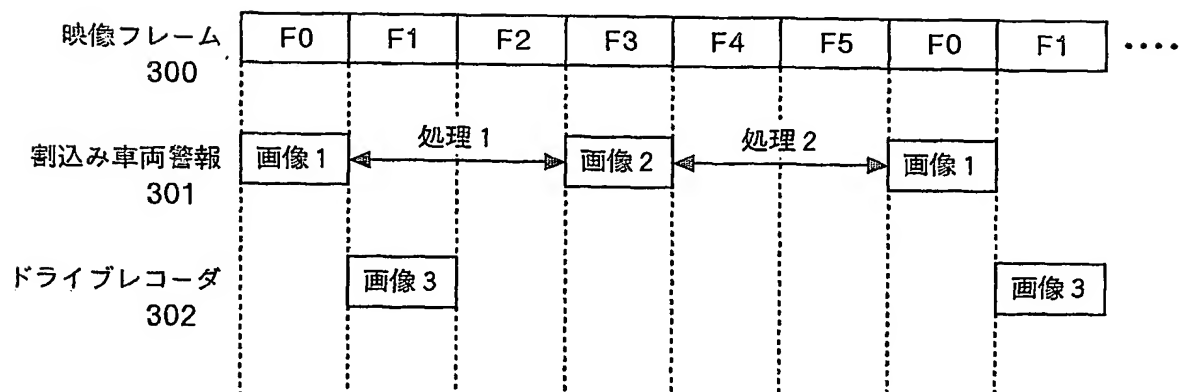 映像フレーム F0 F1 F2 F3 F4 F5 F0 F1 ････
300
割込み車両警報 画像1 処理1 画像2 処理2 画像1
301
ドライブレコーダ 画像3 画像3
302